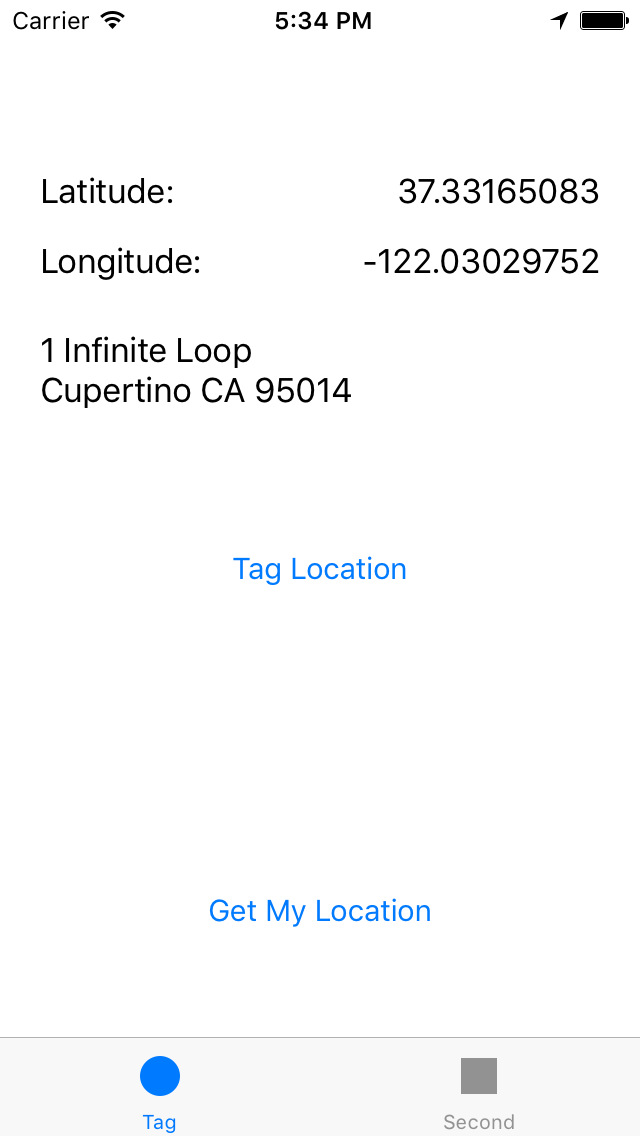 Carrier 5:34 PM
Latitude: 37.33165083
Longitude: -122.03029752
1 Infinite Loop
Cupertino CA 95014
Tag Location
Get My Location
Tag Second